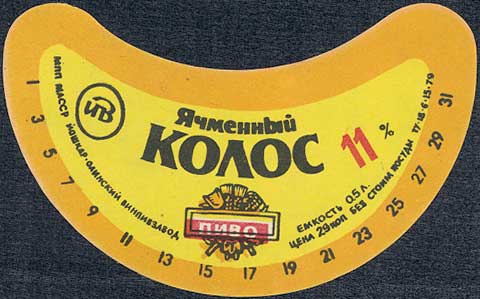 ЙВ
МПП МАССР ЙОШКАР-ОЛИНСКИЙ ВИНПИВЗАВОД
Ячменный
КОЛОС
11%
ПИВО
ЕМКОСТЬ 0,5 л.
ЦЕНА 29 КОП БЕЗ СТОИМ ПОСУДЫ
ТУ-18-6-15-79
1 3 5 7 9 11 13 15 17 19 21 23 25 27 29 31